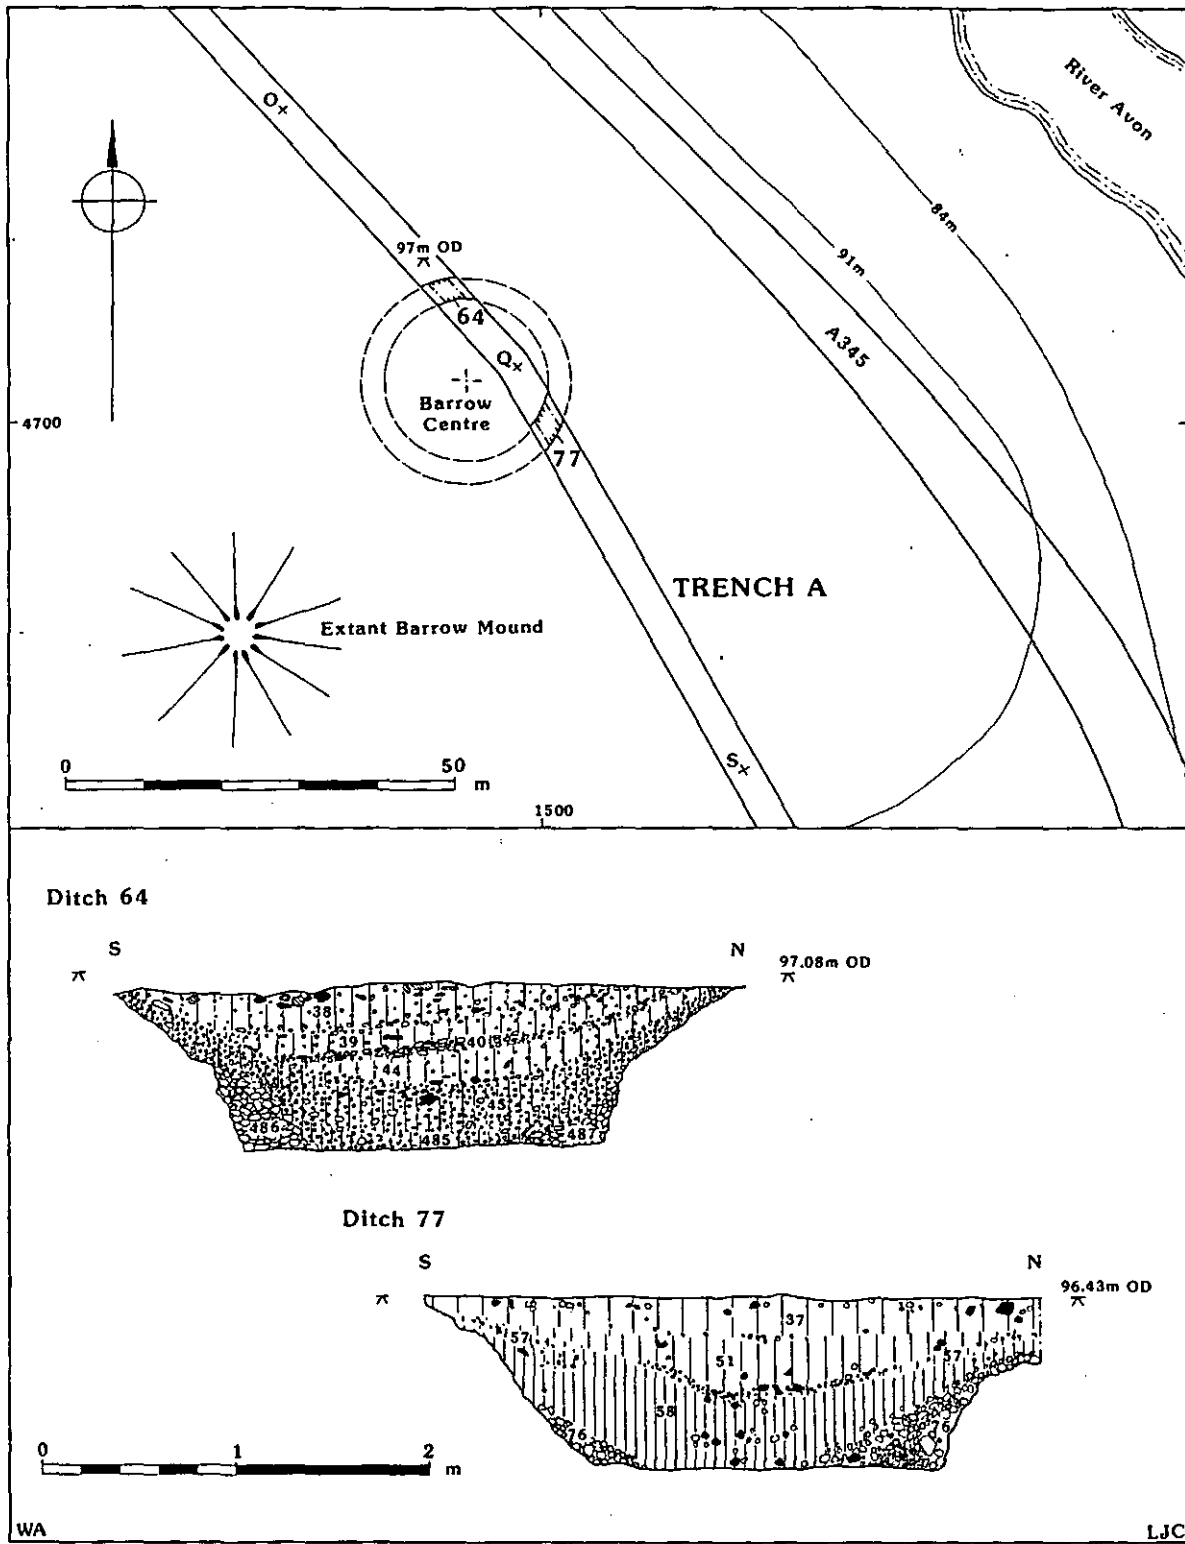 River Avon
O+
97m OD
64
84m
91m
A345
Q+
Barrow
Centre
4700
77
TRENCH A
Extant Barrow Mound
S+
0 50 m
1500
Ditch 64
S N
97.08m OD
38
39 40
44
45
486 485 487
Ditch 77
S N
96.43m OD
37
57 51 57
58
76 76
0 1 2 m
WA LJC